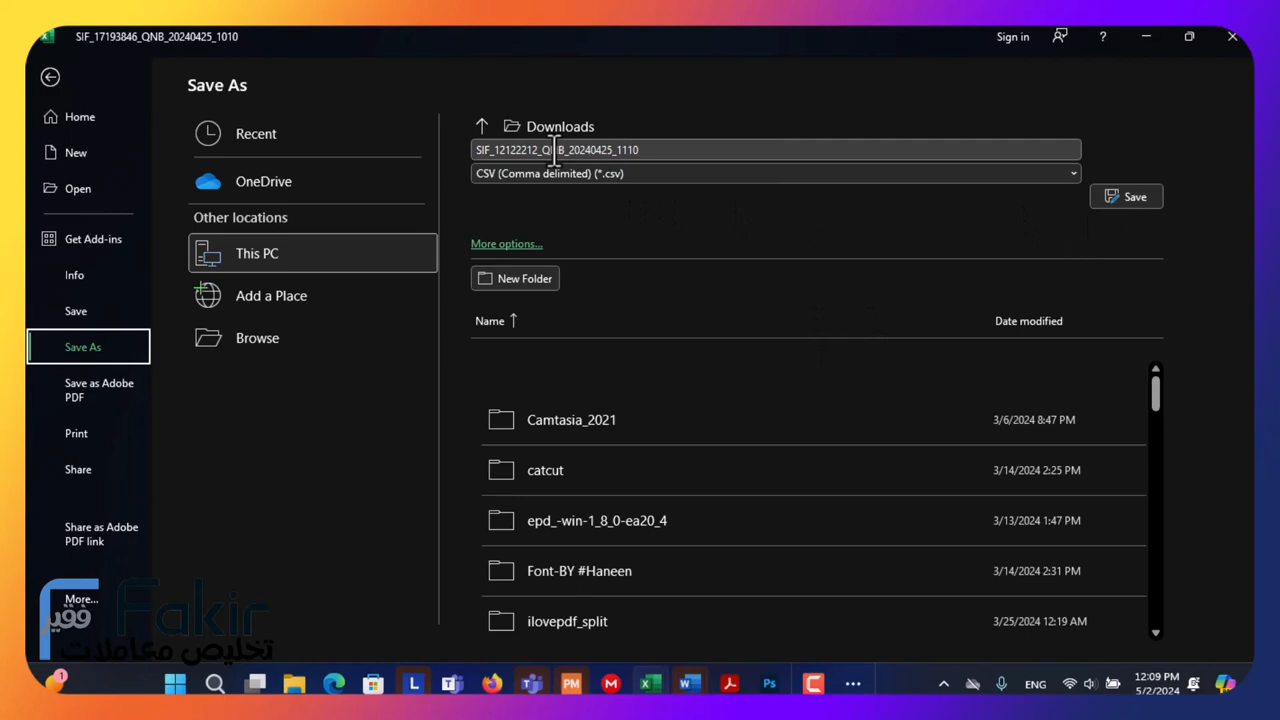 SIF_17193846_QNB_20240425_1010
Sign in
?
Save As
Home
New
Open
Get Add-ins
Info
Save
Save As
Save as Adobe
PDF
Print
Share
Share as Adobe
PDF link
More...
Recent
OneDrive
Other locations
This PC
Add a Place
Browse
Downloads
SIF_12122212_QNB_20240425_1110
CSV (Comma delimited) (*.csv)
Save
More options...
New Folder
Name
Date modified
Camtasia_2021 3/6/2024 8:47 PM
catcut 3/14/2024 2:25 PM
epd_-win-1_8_0-ea20_4 3/13/2024 1:47 PM
Font-BY #Haneen 3/14/2024 2:31 PM
ilovepdf_split 3/25/2024 12:19 AM
فقير Fakir
تخليص معاملات
1
L
PM
M
Ps
ENG
12:09 PM
5/2/2024